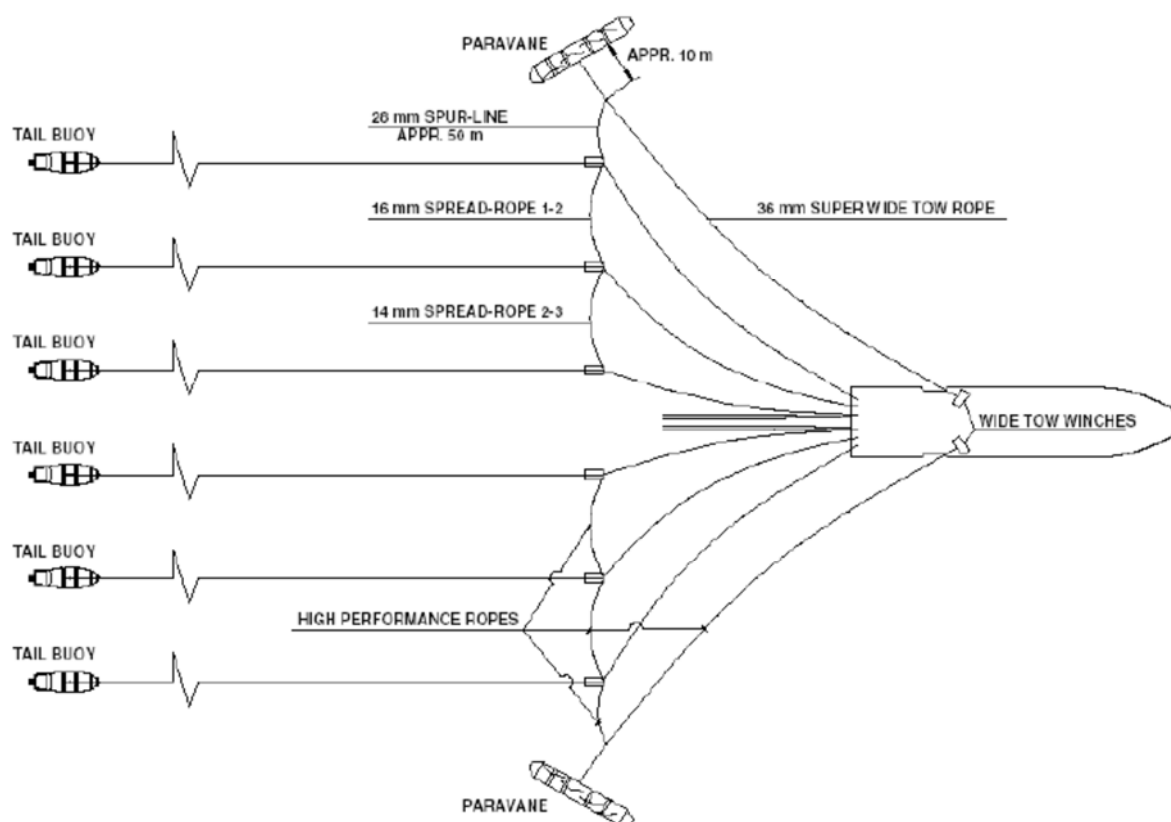 PARAVANE
APPR. 10 m
26 mm SPUR-LINE
APPR. 50 m
TAIL BUOY
16 mm SPREAD-ROPE 1-2
36 mm SUPER WIDE TOW ROPE
TAIL BUOY
14 mm SPREAD-ROPE 2-3
TAIL BUOY
WIDE TOW WINCHES
TAIL BUOY
TAIL BUOY
HIGH PERFORMANCE ROPES
TAIL BUOY
PARAVANE